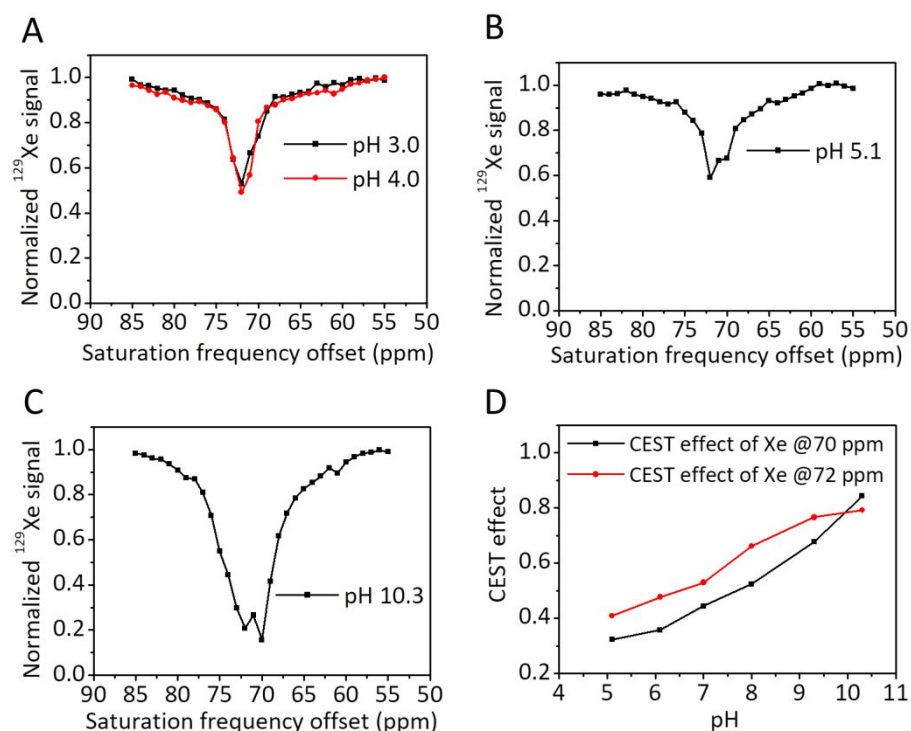 A
Normalized ¹²⁹Xe signal
1.0
0.8
0.6
0.4
0.2
0.0
pH 3.0
pH 4.0
90 85 80 75 70 65 60 55 50
Saturation frequency offset (ppm)
B
Normalized ¹²⁹Xe signal
1.0
0.8
0.6
0.4
0.2
0.0
pH 5.1
90 85 80 75 70 65 60 55 50
Saturation frequency offset (ppm)
C
Normalized ¹²⁹Xe signal
1.0
0.8
0.6
0.4
0.2
0.0
pH 10.3
90 85 80 75 70 65 60 55 50
Saturation frequency offset (ppm)
D
CEST effect
1.0
0.8
0.6
0.4
0.2
CEST effect of Xe @70 ppm
CEST effect of Xe @72 ppm
4 5 6 7 8 9 10 11
pH